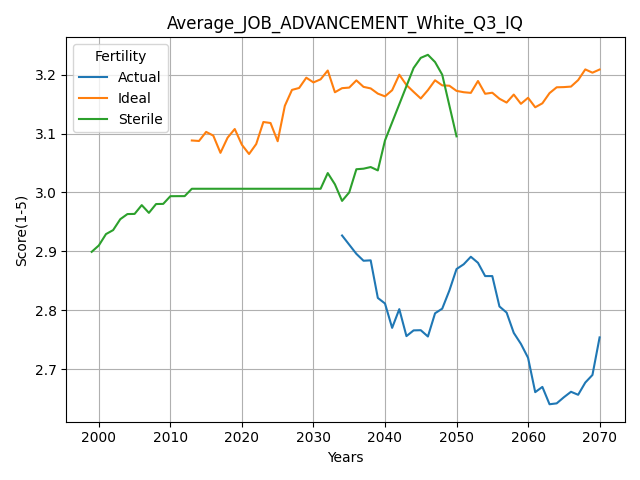 Average_JOB_ADVANCEMENT_White_Q3_IQ
Fertility
Actual
Ideal
Sterile
Score(1-5)
3.2
3.1
3.0
2.9
2.8
2.7
2000 2010 2020 2030 2040 2050 2060 2070
Years